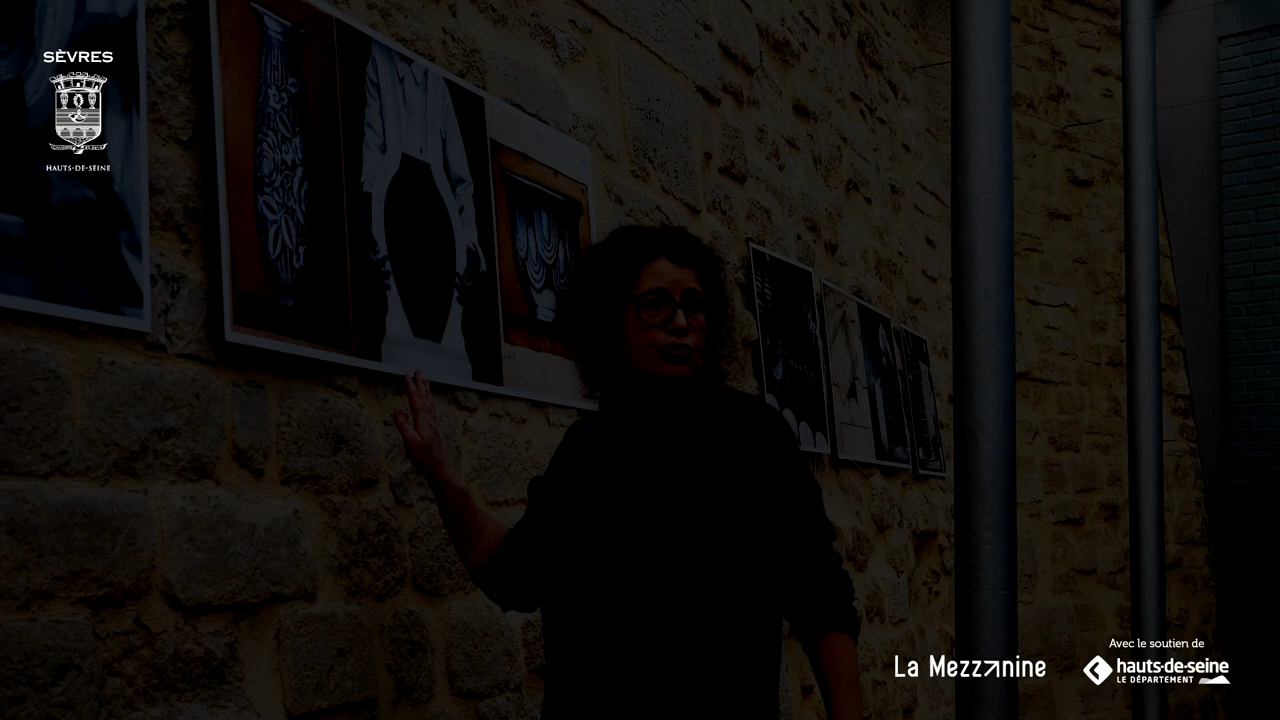 SÈVRES
HAUTS-DE-SEINE
Avec le soutien de
La Mezzanine
hauts-de-seine
LE DÉPARTEMENT